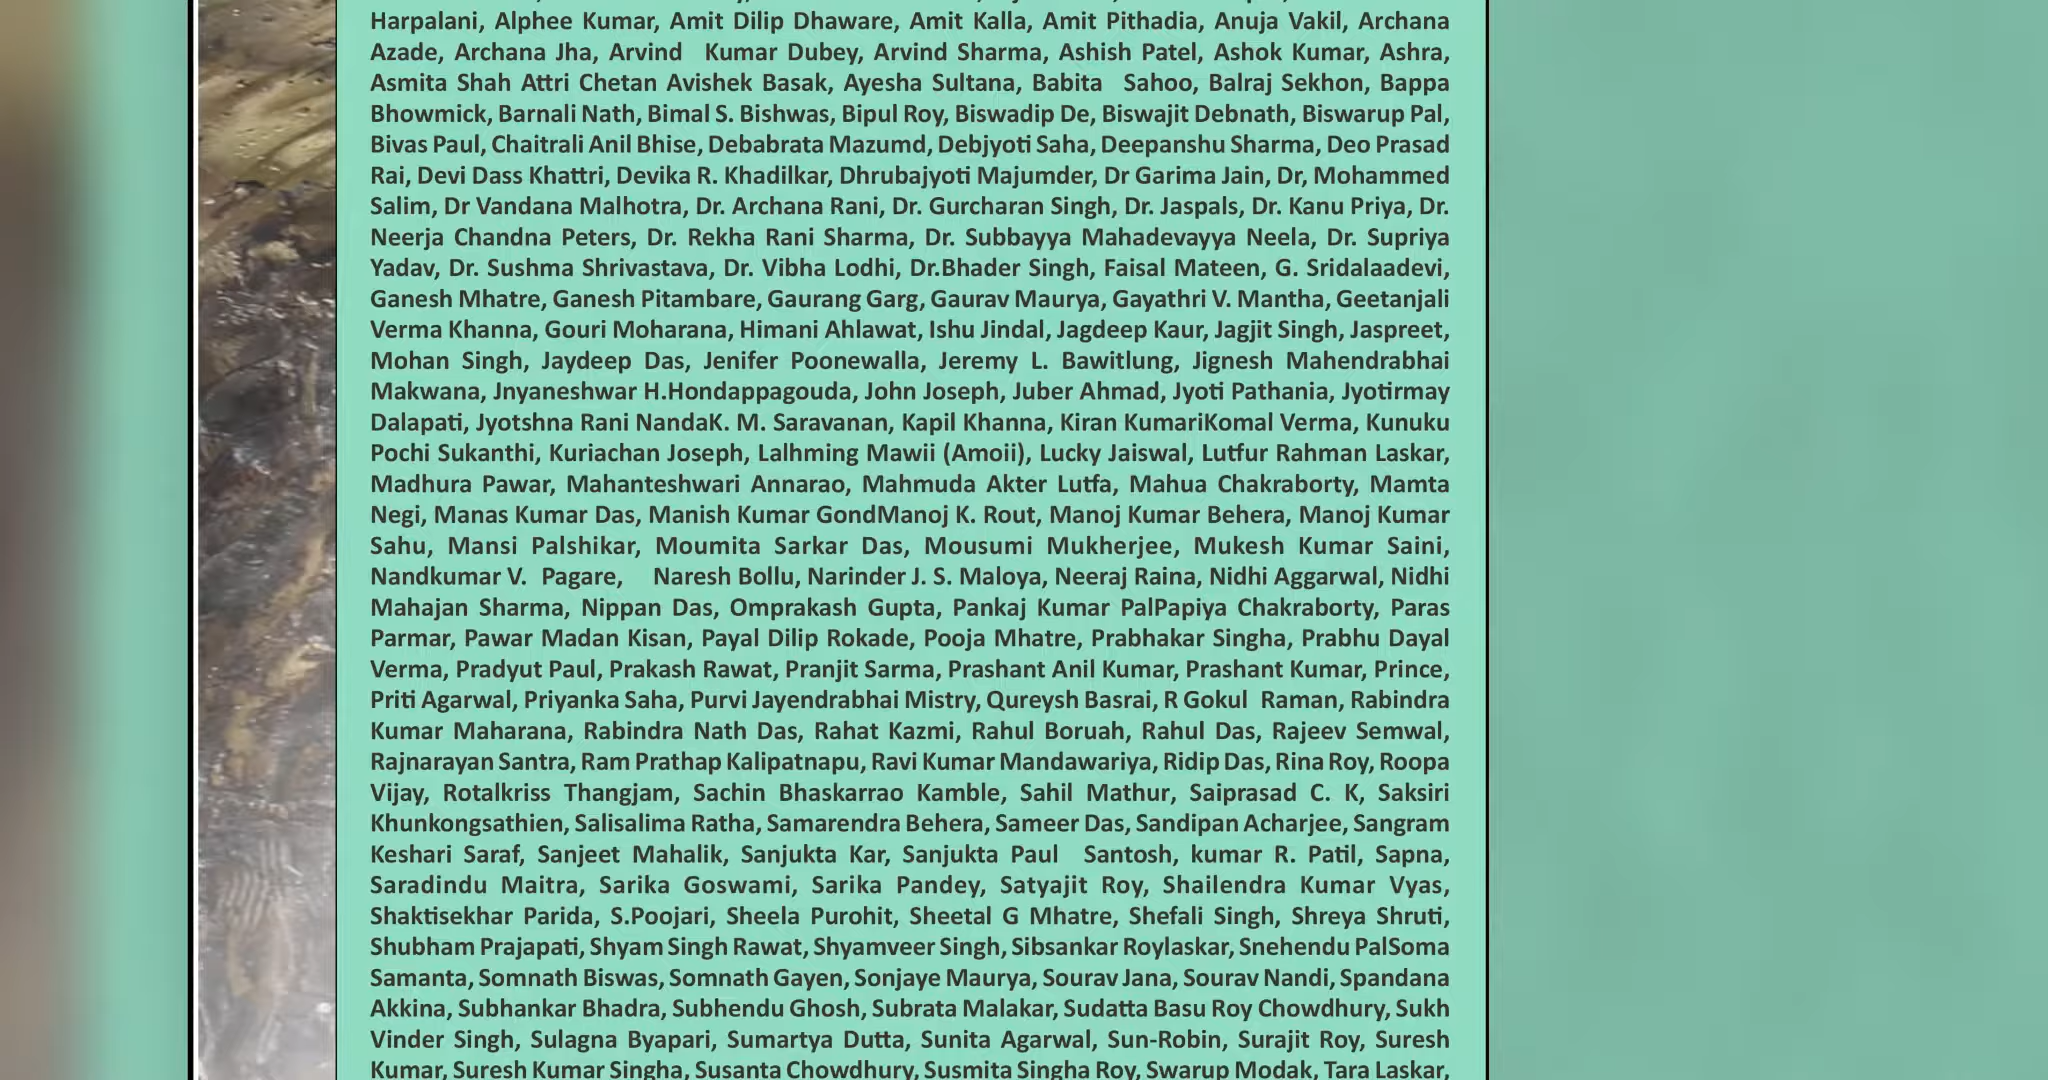 Harpalani, Alphee Kumar, Amit Dilip Dhaware, Amit Kalla, Amit Pithadia, Anuja Vakil, Archana
Azade, Archana Jha, Arvind  Kumar Dubey, Arvind Sharma, Ashish Patel, Ashok Kumar, Ashra,
Asmita Shah Attri Chetan Avishek Basak, Ayesha Sultana, Babita  Sahoo, Balraj Sekhon, Bappa
Bhowmick, Barnali Nath, Bimal S. Bishwas, Bipul Roy, Biswadip De, Biswajit Debnath, Biswarup Pal,
Bivas Paul, Chaitrali Anil Bhise, Debabrata Mazumd, Debjyoti Saha, Deepanshu Sharma, Deo Prasad
Rai, Devi Dass Khattri, Devika R. Khadilkar, Dhrubajyoti Majumder, Dr Garima Jain, Dr, Mohammed
Salim, Dr Vandana Malhotra, Dr. Archana Rani, Dr. Gurcharan Singh, Dr. Jaspals, Dr. Kanu Priya, Dr.
Neerja Chandna Peters, Dr. Rekha Rani Sharma, Dr. Subbayya Mahadevayya Neela, Dr. Supriya
Yadav, Dr. Sushma Shrivastava, Dr. Vibha Lodhi, Dr.Bhader Singh, Faisal Mateen, G. Sridalaadevi,
Ganesh Mhatre, Ganesh Pitambare, Gaurang Garg, Gaurav Maurya, Gayathri V. Mantha, Geetanjali
Verma Khanna, Gouri Moharana, Himani Ahlawat, Ishu Jindal, Jagdeep Kaur, Jagjit Singh, Jaspreet,
Mohan Singh, Jaydeep Das, Jenifer Poonewalla, Jeremy L. Bawitlung, Jignesh Mahendrabhai
Makwana, Jnyaneshwar H.Hondappagouda, John Joseph, Juber Ahmad, Jyoti Pathania, Jyotirmay
Dalapati, Jyotshna Rani NandaK. M. Saravanan, Kapil Khanna, Kiran KumariKomal Verma, Kunuku
Pochi Sukanthi, Kuriachan Joseph, Lalhming Mawii (Amoii), Lucky Jaiswal, Lutfur Rahman Laskar,
Madhura Pawar, Mahanteshwari Annarao, Mahmuda Akter Lutfa, Mahua Chakraborty, Mamta
Negi, Manas Kumar Das, Manish Kumar GondManoj K. Rout, Manoj Kumar Behera, Manoj Kumar
Sahu, Mansi Palshikar, Moumita Sarkar Das, Mousumi Mukherjee, Mukesh Kumar Saini,
Nandkumar V.  Pagare,   Naresh Bollu, Narinder J. S. Maloya, Neeraj Raina, Nidhi Aggarwal, Nidhi
Mahajan Sharma, Nippan Das, Omprakash Gupta, Pankaj Kumar PalPapiya Chakraborty, Paras
Parmar, Pawar Madan Kisan, Payal Dilip Rokade, Pooja Mhatre, Prabhakar Singha, Prabhu Dayal
Verma, Pradyut Paul, Prakash Rawat, Pranjit Sarma, Prashant Anil Kumar, Prashant Kumar, Prince,
Priti Agarwal, Priyanka Saha, Purvi Jayendrabhai Mistry, Qureysh Basrai, R Gokul  Raman, Rabindra
Kumar Maharana, Rabindra Nath Das, Rahat Kazmi, Rahul Boruah, Rahul Das, Rajeev Semwal,
Rajnarayan Santra, Ram Prathap Kalipatnapu, Ravi Kumar Mandawariya, Ridip Das, Rina Roy, Roopa
Vijay, Rotalkriss Thangjam, Sachin Bhaskarrao Kamble, Sahil Mathur, Saiprasad C. K, Saksiri
Khunkongsathien, Salisalima Ratha, Samarendra Behera, Sameer Das, Sandipan Acharjee, Sangram
Keshari Saraf, Sanjeet Mahalik, Sanjukta Kar, Sanjukta Paul  Santosh, kumar R. Patil, Sapna,
Saradindu Maitra, Sarika Goswami, Sarika Pandey, Satyajit Roy, Shailendra Kumar Vyas,
Shaktisekhar Parida, S.Poojari, Sheela Purohit, Sheetal G Mhatre, Shefali Singh, Shreya Shruti,
Shubham Prajapati, Shyam Singh Rawat, Shyamveer Singh, Sibsankar Roylaskar, Snehendu PalSoma
Samanta, Somnath Biswas, Somnath Gayen, Sonjaye Maurya, Sourav Jana, Sourav Nandi, Spandana
Akkina, Subhankar Bhadra, Subhendu Ghosh, Subrata Malakar, Sudatta Basu Roy Chowdhury, Sukh
Vinder Singh, Sulagna Byapari, Sumartya Dutta, Sunita Agarwal, Sun-Robin, Surajit Roy, Suresh
Kumar, Suresh Kumar Singha, Susanta Chowdhury, Susmita Singha Roy, Swarup Modak, Tara Laskar,